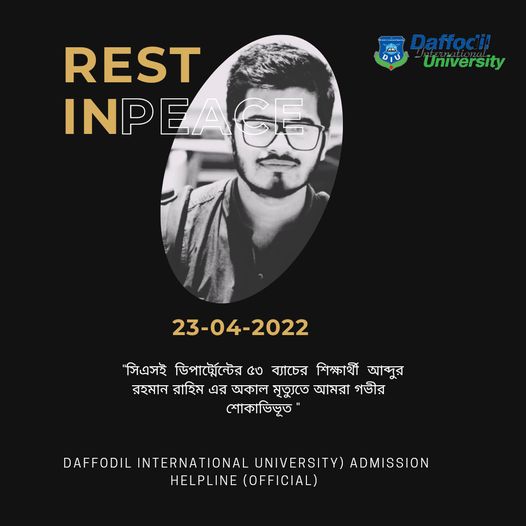 REST
INPEACE
Daffodil
International
University
DIU
23-04-2022
"সিএসই ডিপার্ট্মেন্টের ৫৩ ব্যাচের শিক্ষার্থী আব্দুর
রহমান রাহিম এর অকাল মৃত্যুতে আমরা গভীর
শোকাভিভূত "
DAFFODIL INTERNATIONAL UNIVERSITY) ADMISSION
HELPLINE (OFFICIAL)